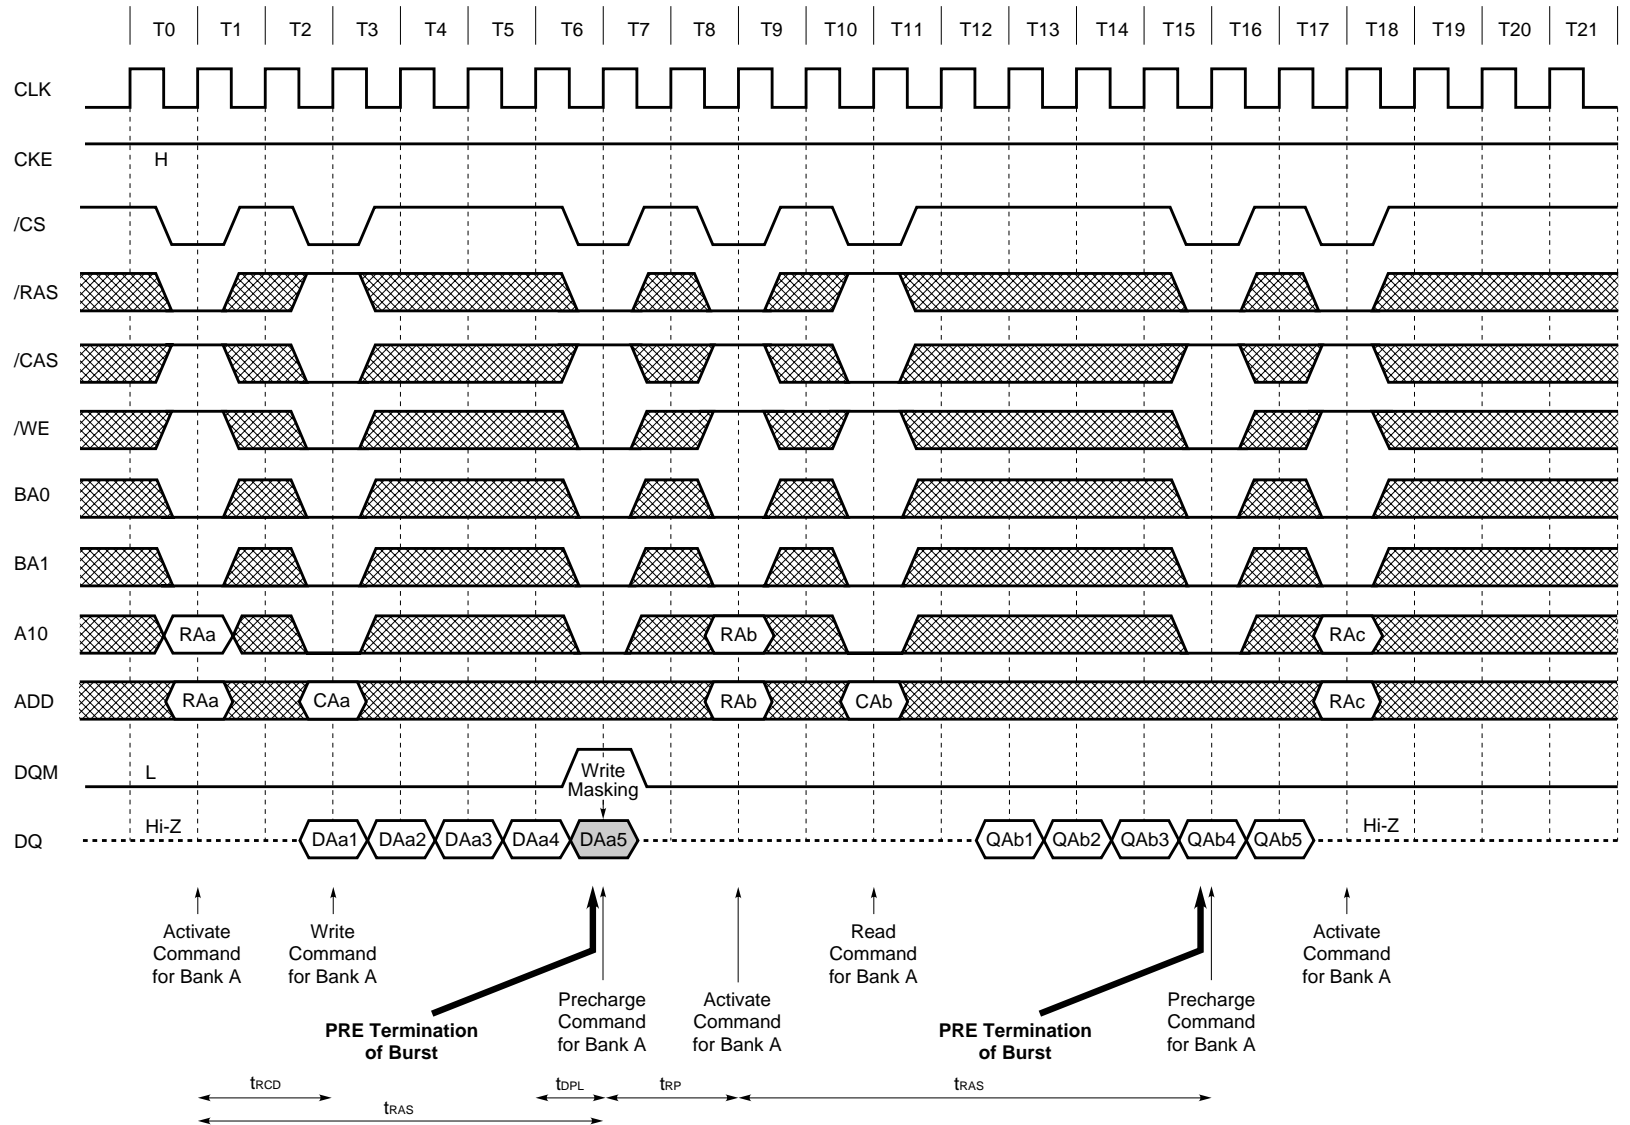 T0 T1 T2 T3 T4 T5 T6 T7 T8 T9 T10 T11 T12 T13 T14 T15 T16 T17 T18 T19 T20 T21
CLK
CKE
H
/CS
/RAS
/CAS
/WE
BA0
BA1
A10
RAa RAb RAc
ADD
RAa CAa RAb CAb RAc
DQM
L
Write
Masking
DQ
Hi-Z
DAa1 DAa2 DAa3 DAa4 DAa5 QAb1 QAb2 QAb3 QAb4 QAb5
Hi-Z
Activate
Command
for Bank A
Write
Command
for Bank A
PRE Termination
of Burst
Precharge
Command
for Bank A
Activate
Command
for Bank A
Read
Command
for Bank A
PRE Termination
of Burst
Precharge
Command
for Bank A
Activate
Command
for Bank A
tRCD tDPL tRP tRAS
tRAS